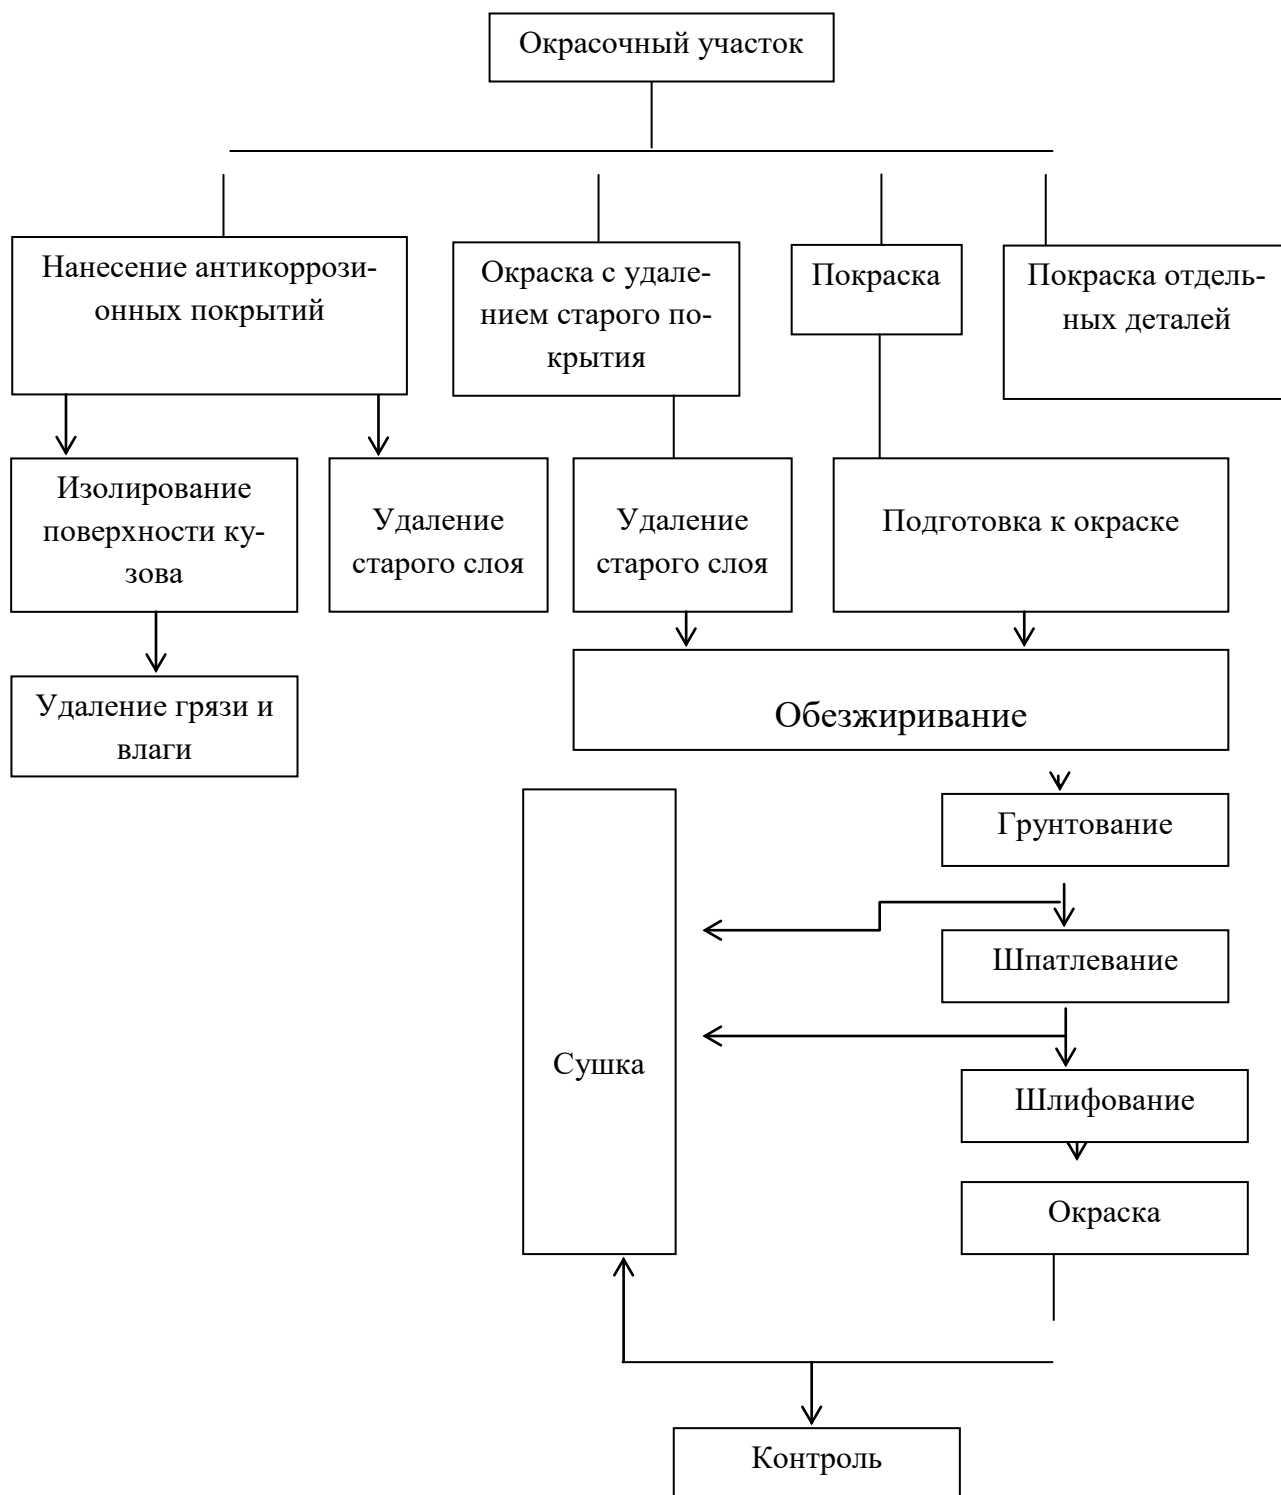 Окрасочный участок
Нанесение антикоррози-
онных покрытий
Окраска с удале-
нием старого по-
крытия
Покраска
Покраска отдель-
ных деталей
Изолирование
поверхности ку-
зова
Удаление
старого слоя
Удаление
старого слоя
Подготовка к окраске
Удаление грязи и
влаги
Обезжиривание
Грунтование
Шпатлевание
Сушка
Шлифование
Окраска
Контроль